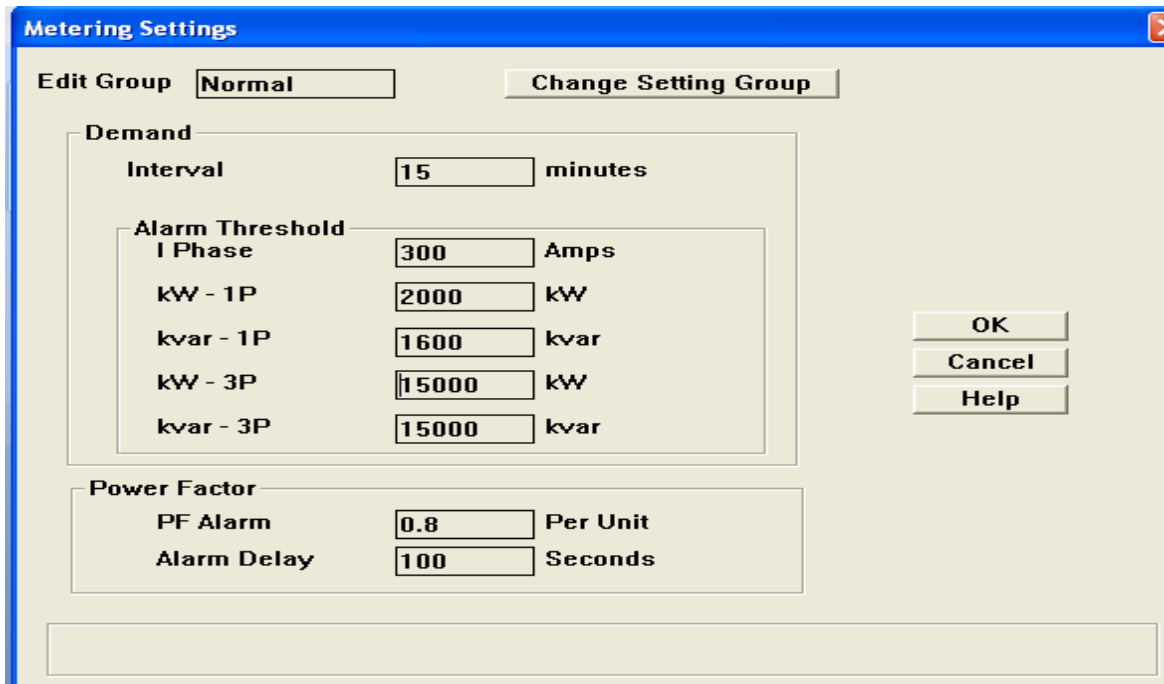 Metering Settings
Edit Group Normal Change Setting Group
Demand
Interval 15 minutes
Alarm Threshold
I Phase 300 Amps
kW - 1P 2000 kW
kvar - 1P 1600 kvar
OK
kW - 3P 15000 kW
Cancel
Help
kvar - 3P 15000 kvar
Power Factor
PF Alarm 0.8 Per Unit
Alarm Delay 100 Seconds